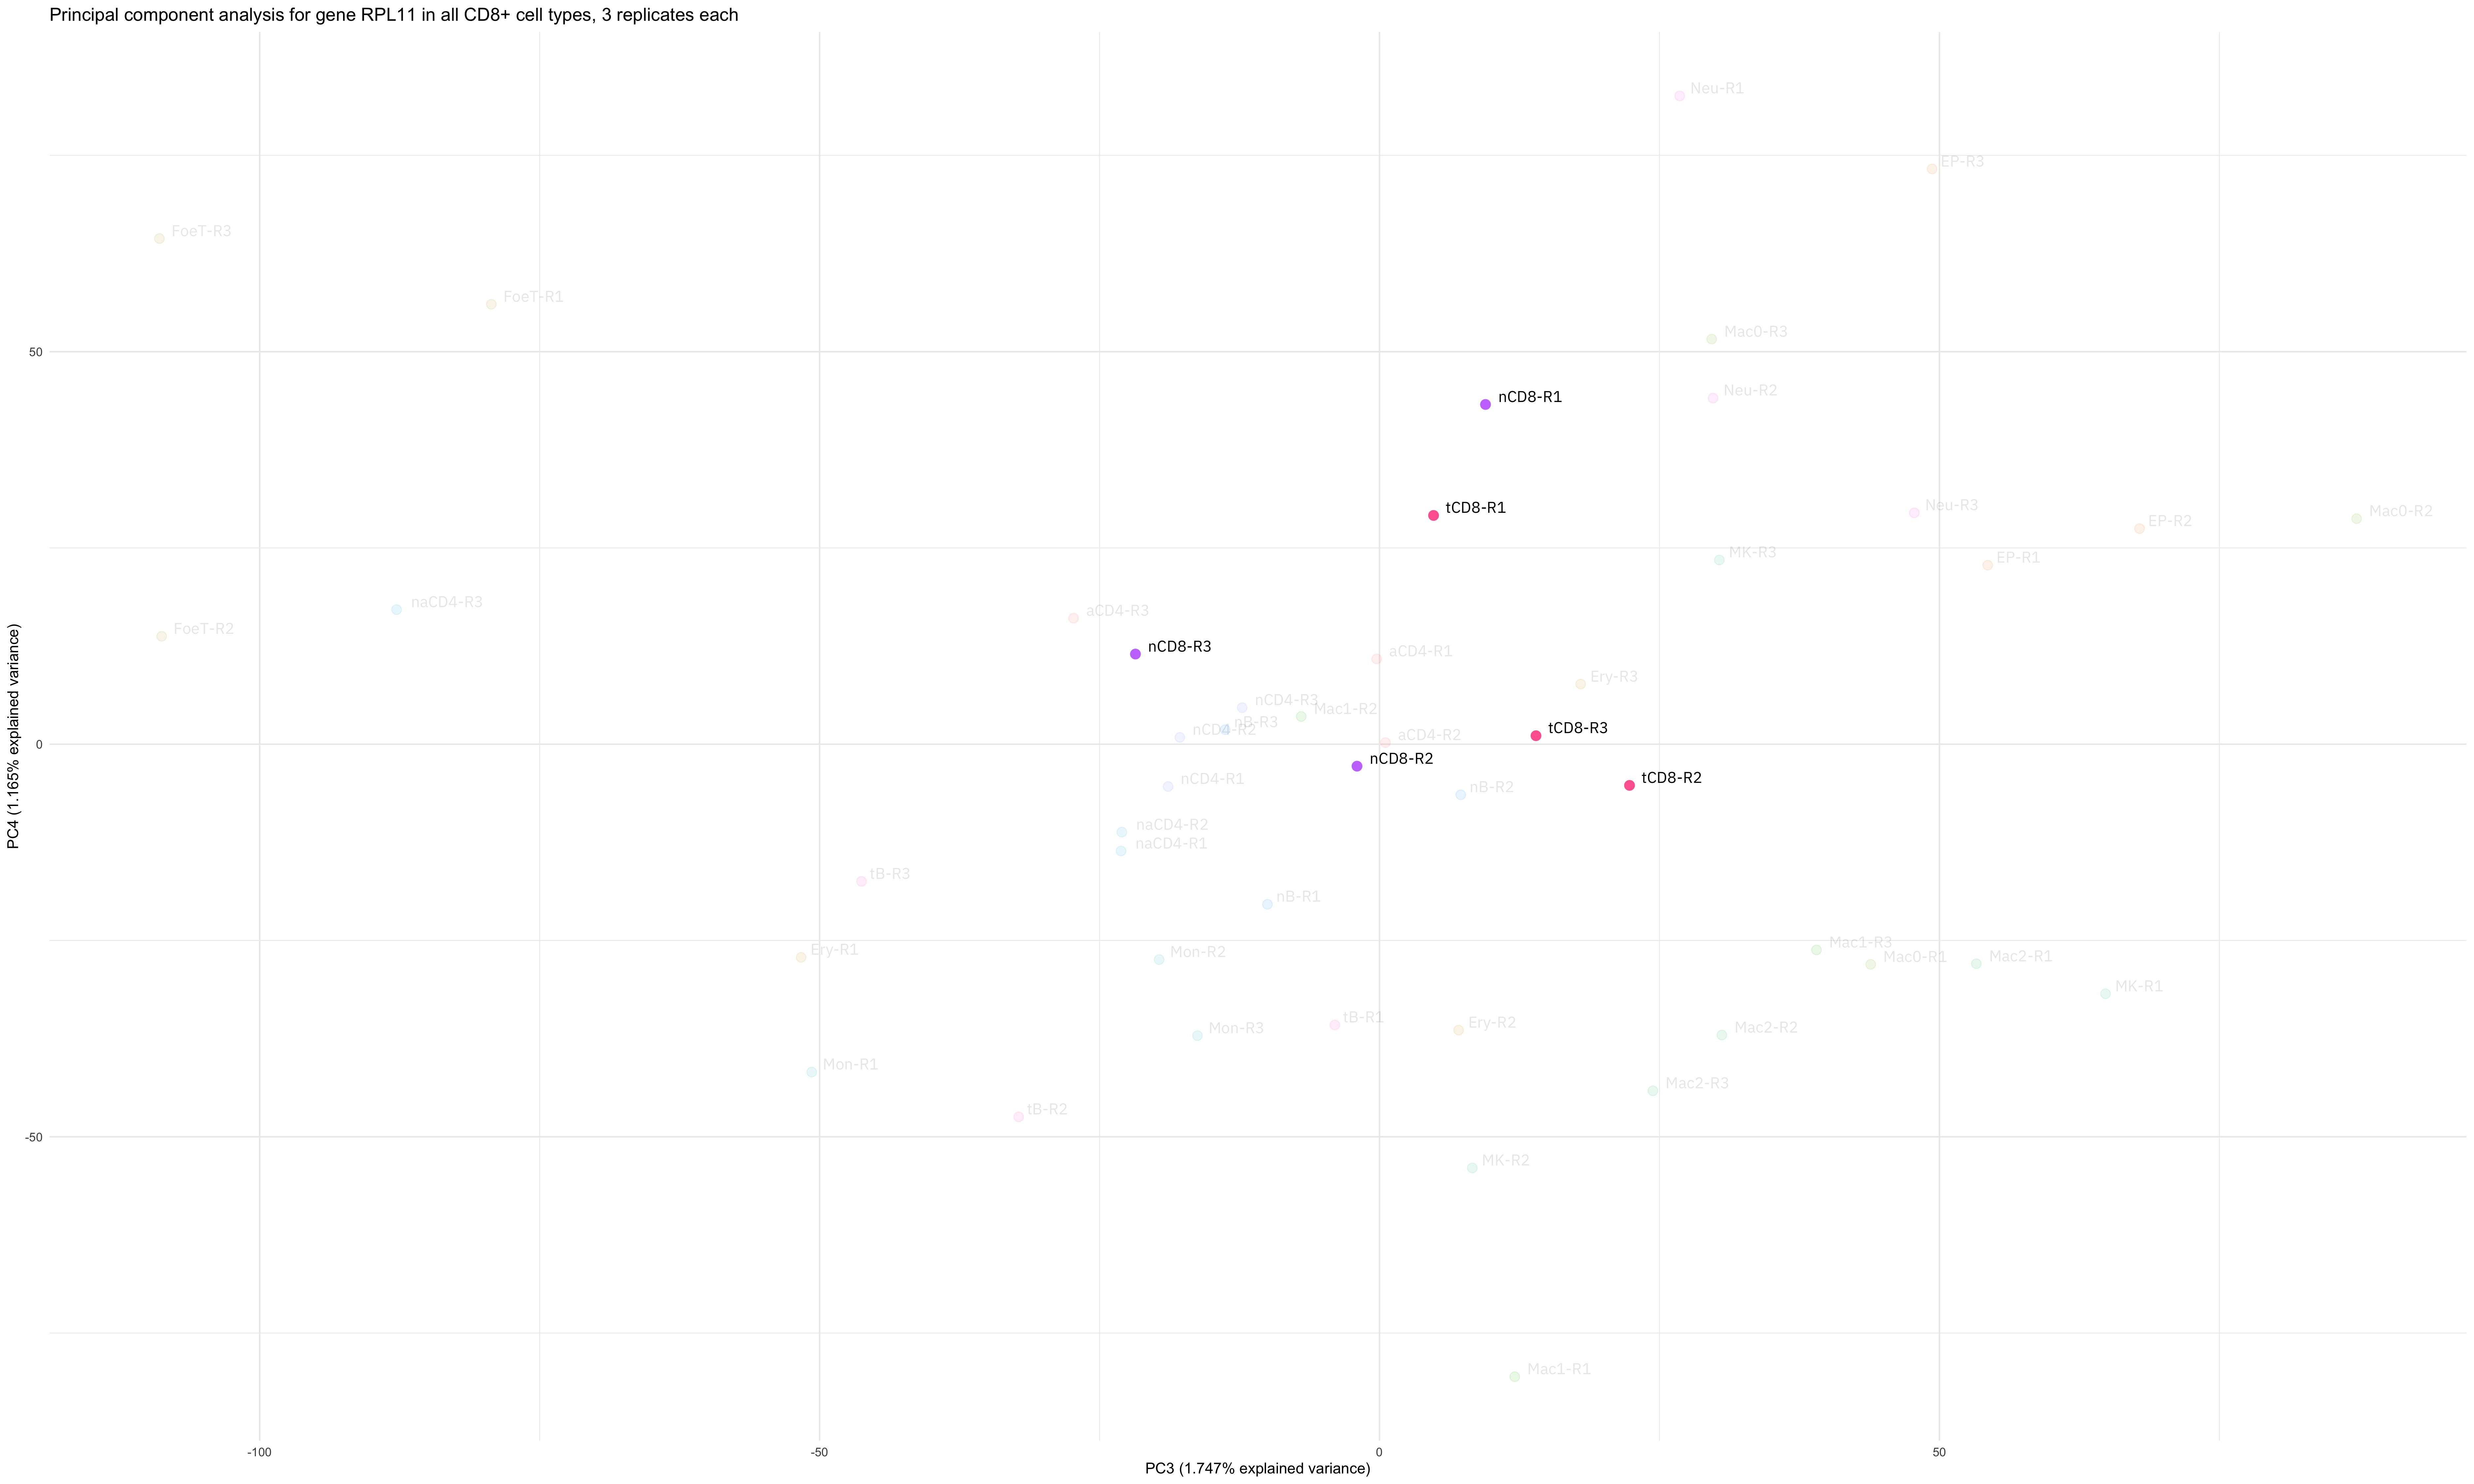 Principal component analysis for gene RPL11 in all CD8+ cell types, 3 replicates each
Neu-R1
EP-R3
FoeT-R3
FoeT-R1
Mac0-R3
50
Neu-R2
nCD8-R1
tCD8-R1
Neu-R3
Mac0-R2
EP-R2
MK-R3
EP-R1
naCD4-R3
aCD4-R3
FoeT-R2
nCD8-R3
aCD4-R1
Ery-R3
nCD4-R3
Mac1-R2
nB-R3
nCD4-R2
tCD8-R3
aCD4-R2
0
nCD8-R2
tCD8-R2
nCD4-R1
nB-R2
naCD4-R2
naCD4-R1
tB-R3
nB-R1
Ery-R1
Mon-R2
Mac1-R3
Mac0-R1
Mac2-R1
MK-R1
tB-R1
Ery-R2
Mon-R3
Mac2-R2
Mon-R1
Mac2-R3
tB-R2
-50
MK-R2
Mac1-R1
PC4 (1.165% explained variance)
-100
-50
0
50
PC3 (1.747% explained variance)